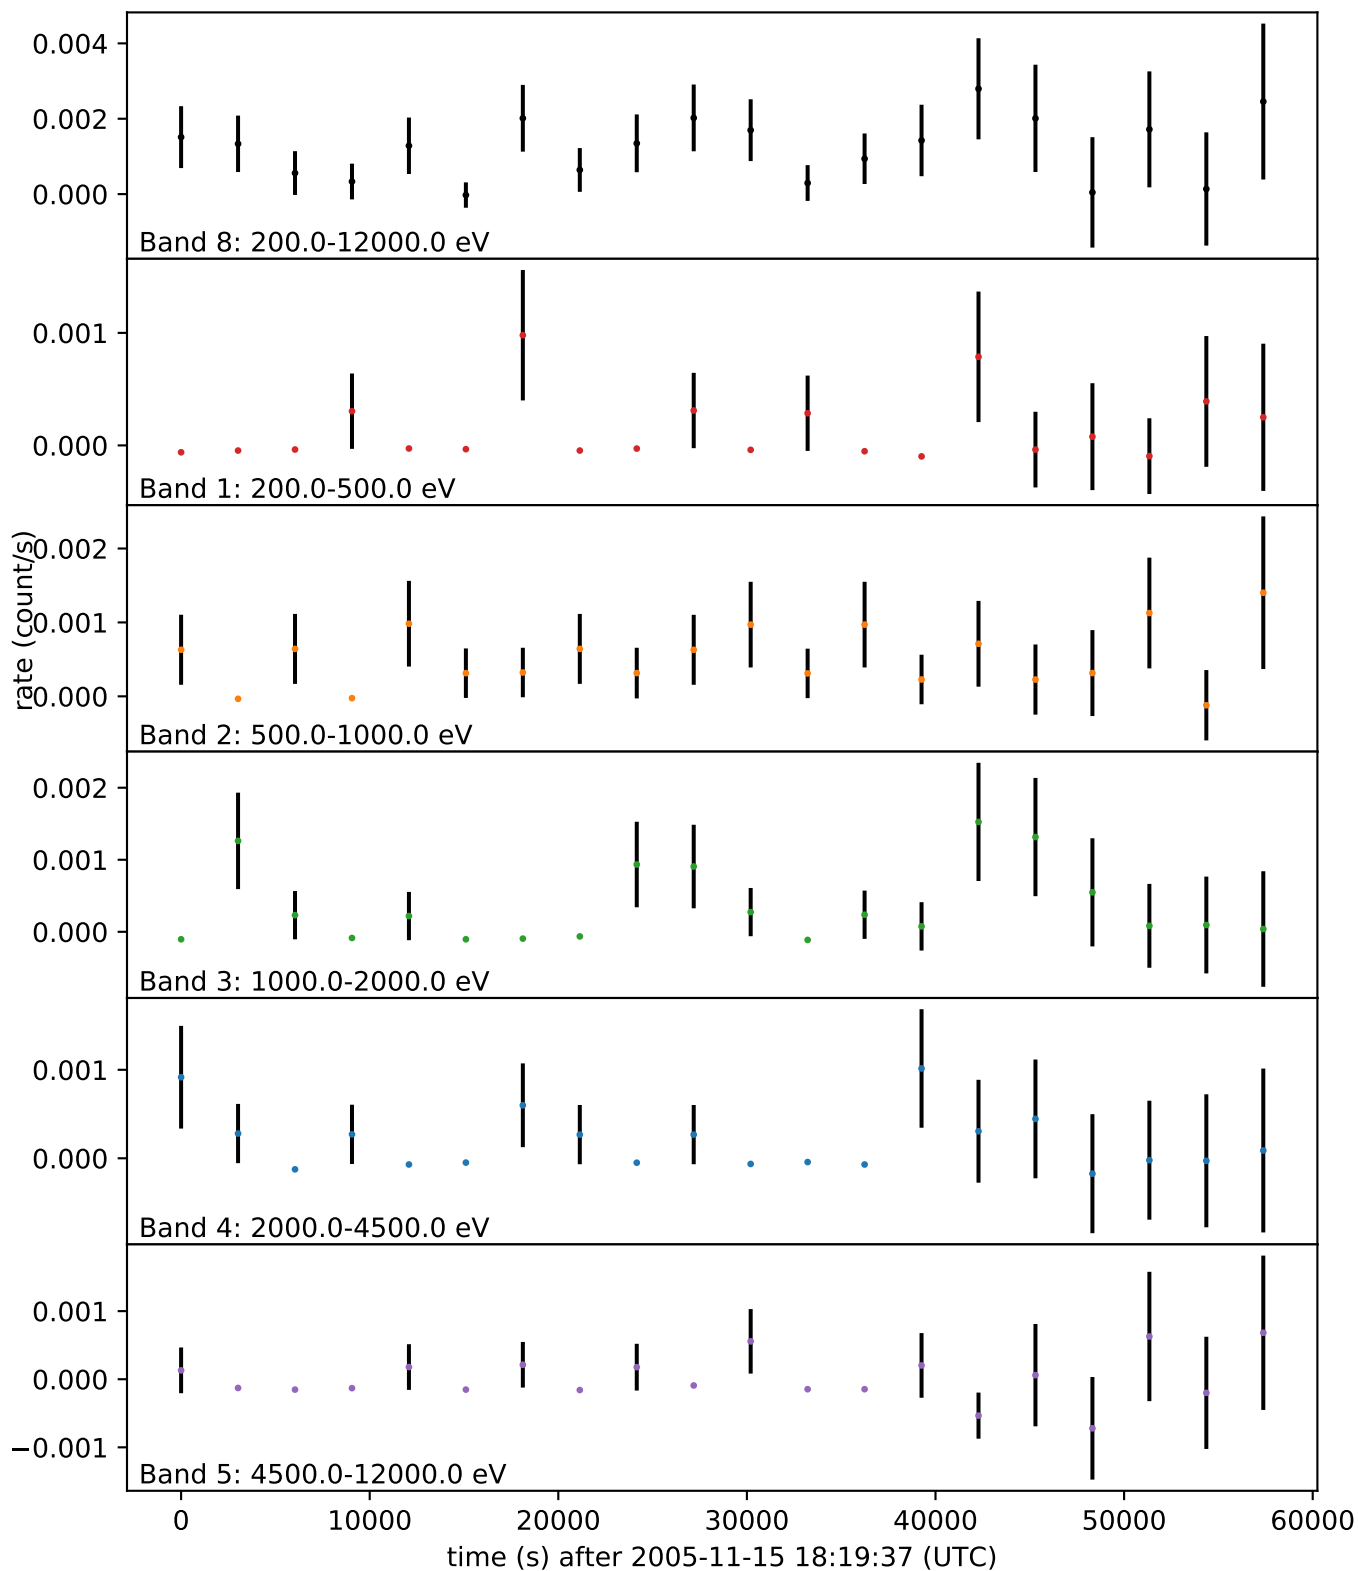 0.004
0.002
0.000
Band 8: 200.0-12000.0 eV
0.001
0.000
Band 1: 200.0-500.0 eV
rate (count/s)
0.002
0.001
0.000
Band 2: 500.0-1000.0 eV
0.002
0.001
0.000
Band 3: 1000.0-2000.0 eV
0.001
0.000
Band 4: 2000.0-4500.0 eV
0.001
0.000
−0.001
Band 5: 4500.0-12000.0 eV
0 10000 20000 30000 40000 50000 60000
time (s) after 2005-11-15 18:19:37 (UTC)